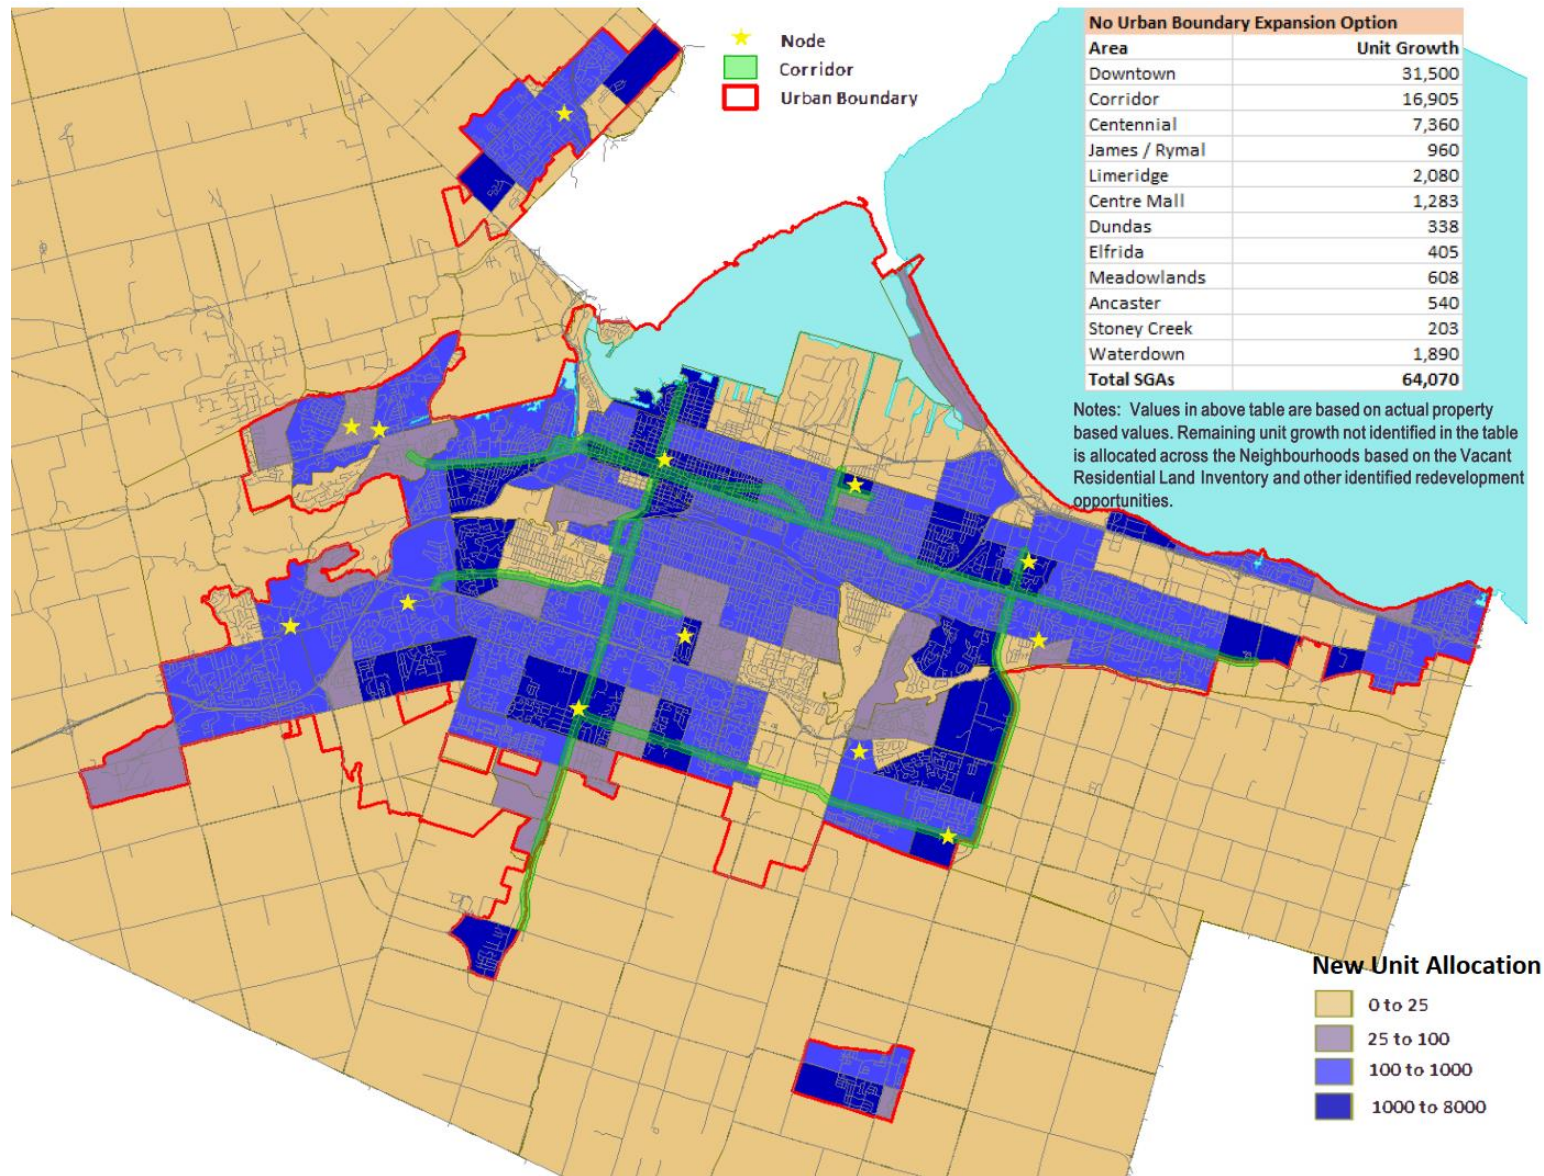 Node
Corridor
Urban Boundary
No Urban Boundary Expansion Option
Area Unit Growth
Downtown 31,500
Corridor 16,905
Centennial 7,360
James / Rymal 960
Limeridge 2,080
Centre Mall 1,283
Dundas 338
Elfrida 405
Meadowlands 608
Ancaster 540
Stoney Creek 203
Waterdown 1,890
Total SGAs 64,070
Notes: Values in above table are based on actual property
based values. Remaining unit growth not identified in the table
is allocated across the Neighbourhoods based on the Vacant
Residential Land Inventory and other identified redevelopment
opportunities.
New Unit Allocation
0 to 25
25 to 100
100 to 1000
1000 to 8000